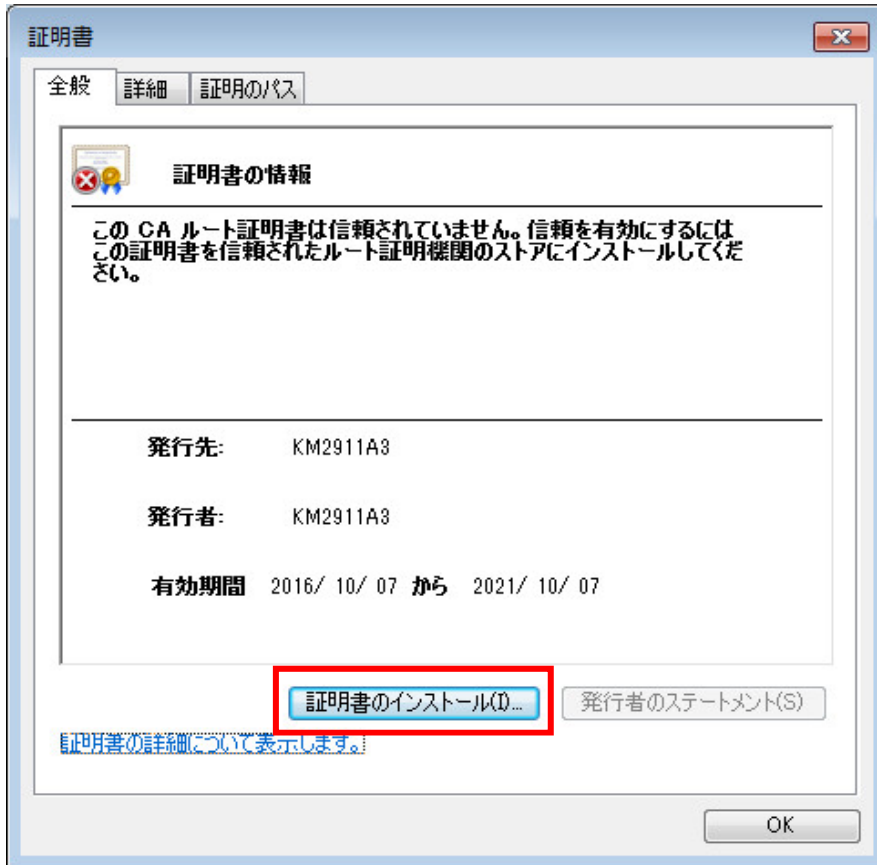 証明書
全般 詳細 証明のパス
証明書の情報
この CA ルート証明書は信頼されていません。信頼を有効にするには
この証明書を信頼されたルート証明機関のストアにインストールしてくだ
さい。
発行先: KM2911A3
発行者: KM2911A3
有効期間 2016/ 10/ 07 から 2021/ 10/ 07
証明書のインストール(I)... 発行者のステートメント(S)
証明書の詳細について表示します。
OK